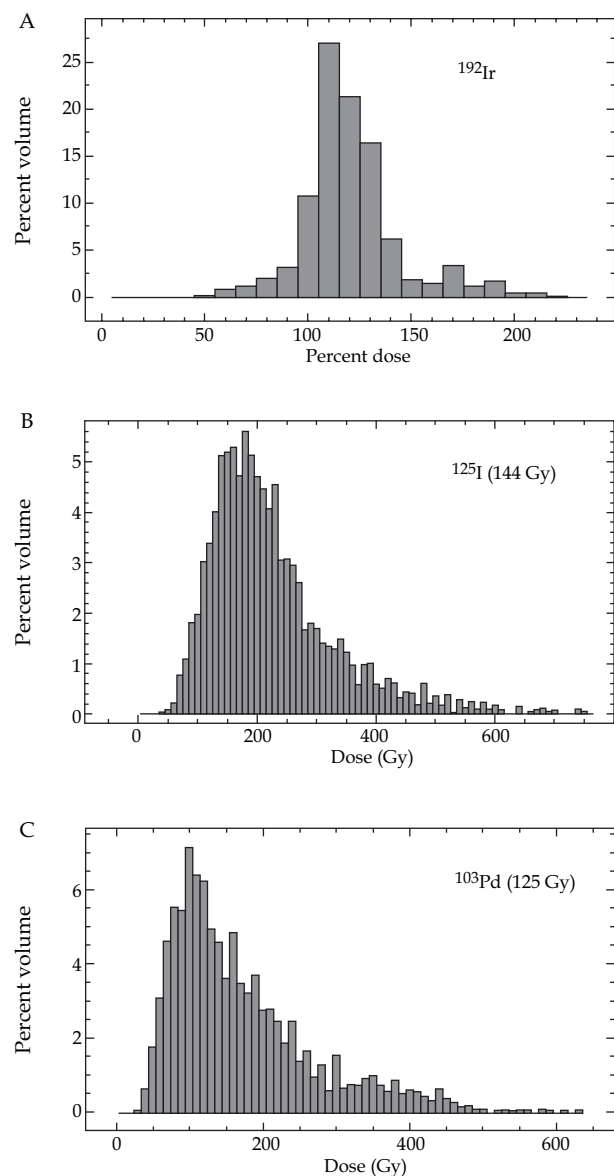 A
¹⁹²Ir
Percent volume
25
20
15
10
5
0
0 50 100 150 200
Percent dose
B
¹²⁵I (144 Gy)
Percent volume
5
4
3
2
1
0
0 200 400 600
Dose (Gy)
C
¹⁰³Pd (125 Gy)
Percent volume
6
4
2
0
0 200 400 600
Dose (Gy)